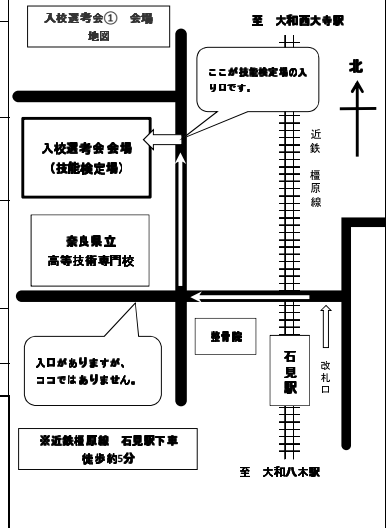 入校選考会① 会場
地図
至 大和西大寺駅
ここが技能検定場の入
り口です。
北
入校選考会会場
(技能検定場)
近鉄 橿原線
奈良県立
高等技術専門校
整骨院
石見駅
改札口
入口がありますが、
ココではありません。
※近鉄橿原線 石見駅下車
徒歩約5分
至 大和八木駅